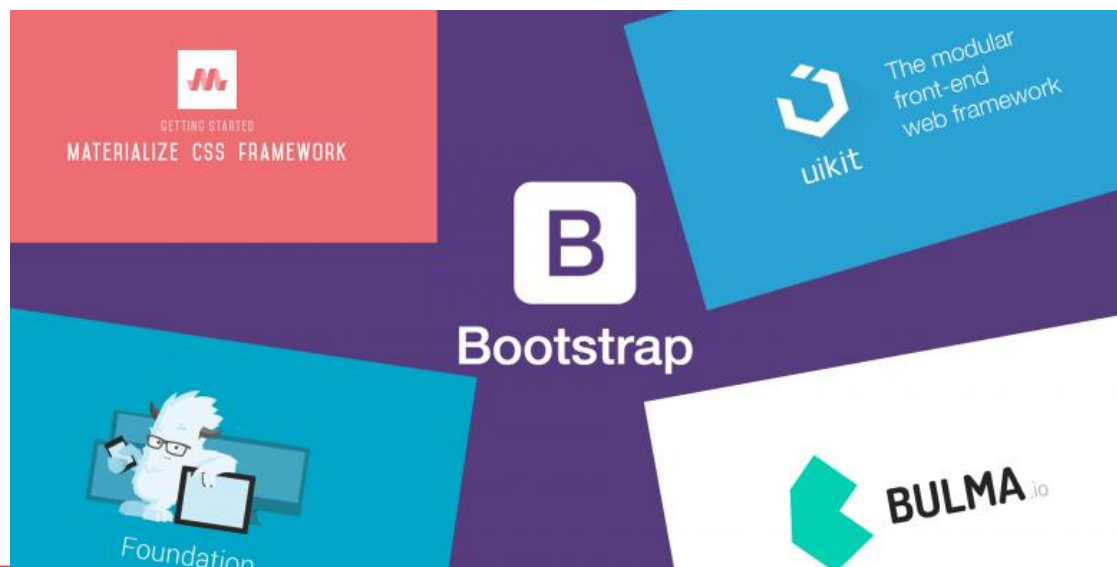 GETTING STARTED
MATERIALIZE CSS FRAMEWORK
The modular
front-end
web framework
uikit
B
Bootstrap
Foundation
BULMA.io